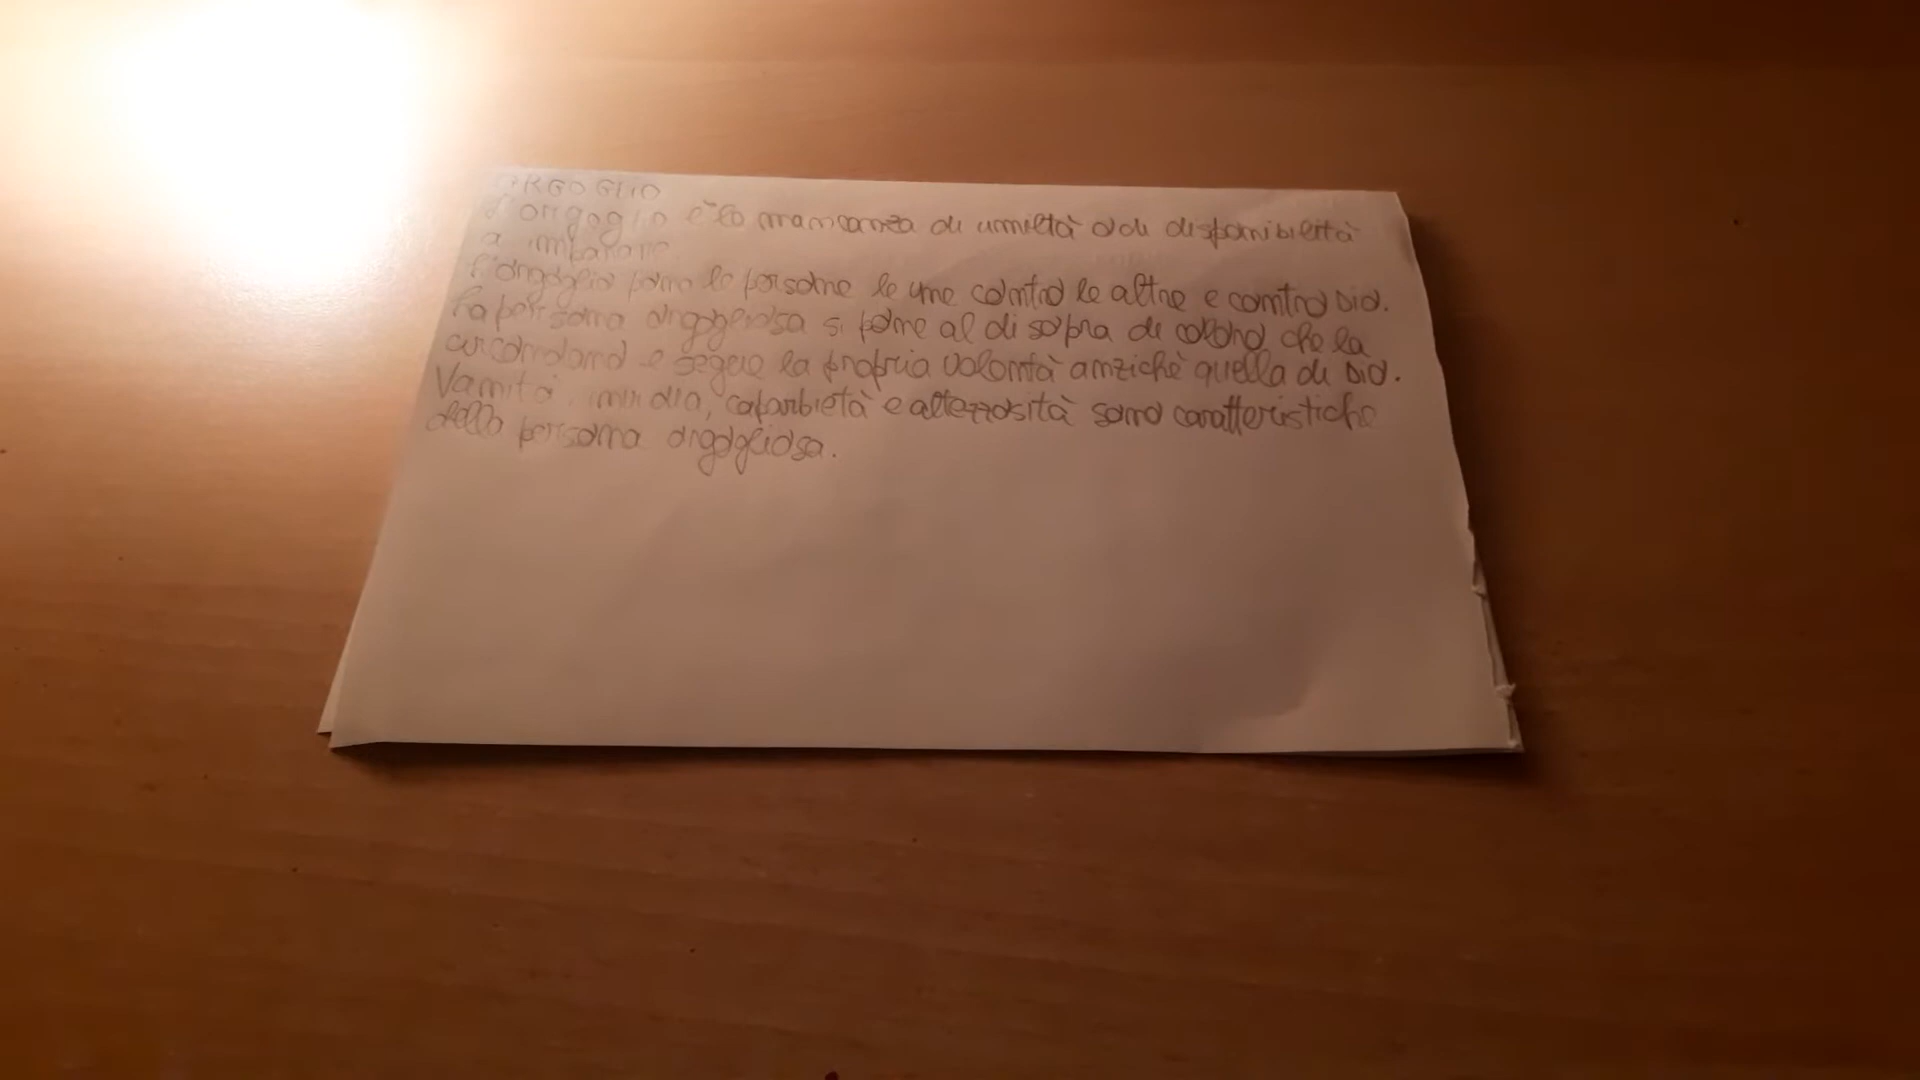 ORGOGLIO
L'orgoglio è la mancanza di umiltà o di disponibilità
a imparare
L'orgoglio pone le persone le une contro le altre e contro Dio.
La persona orgogliosa si pone al di sopra di coloro che la
circondano e segue la propria volontà anziché quella di Dio.
Vanità, invidia, caparbietà e altezzosità sono caratteristiche
della persona orgogliosa.